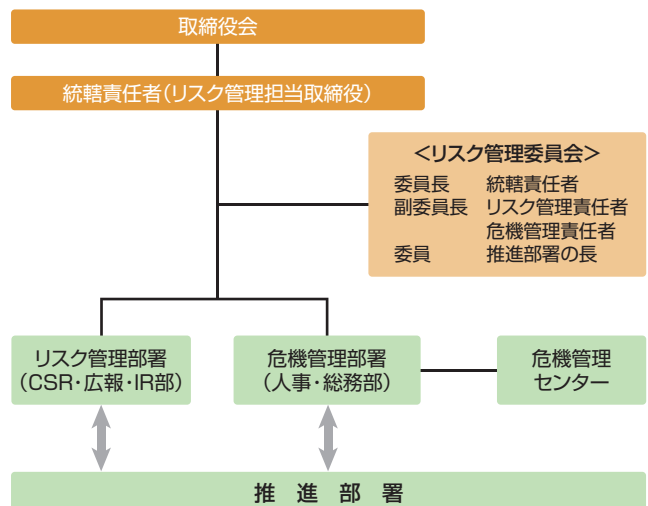 取締役会
統轄責任者(リスク管理担当取締役)
<リスク管理委員会>
委員長 統轄責任者
副委員長 リスク管理責任者
危機管理責任者
委員 推進部署の長
リスク管理部署
(CSR・広報・IR部)
危機管理部署
(人事・総務部)
危機管理
センター
推進部署